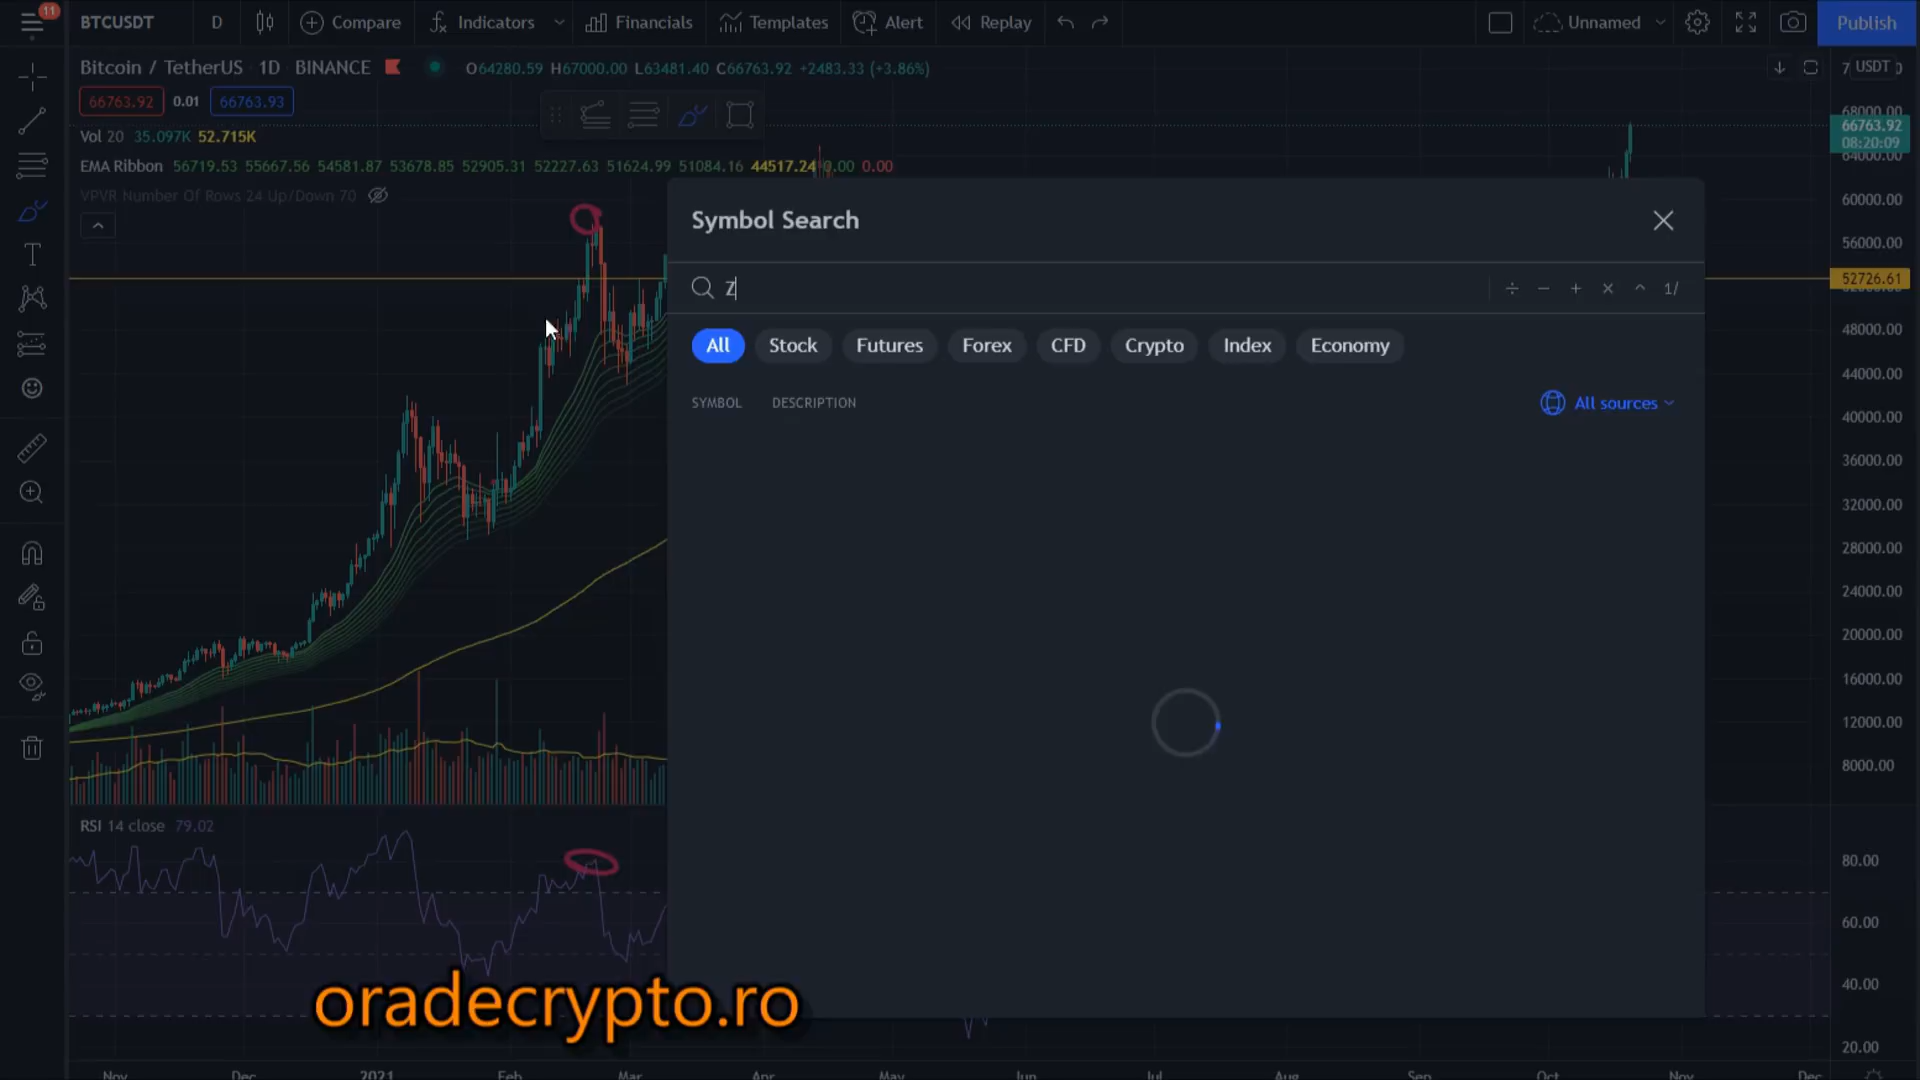 11 BTCUSDT D Compare Indicators Financials Templates Alert Replay Unnamed Publish
Bitcoin / TetherUS 1D BINANCE O64280.59 H67000.00 L63481.40 C66763.92 +2483.33 (+3.86%)
USDT
66763.92 0.01 66763.93
68000.00
66763.92
08:20:09
64000.00
Vol 20 35.097K 52.715K
EMA Ribbon 56719.53 55667.56 54581.87 53678.85 52905.31 52227.63 51624.99 51084.16 44517.24 0.00 0.00
VPVR Number Of Rows 24 Up/Down 70
60000.00
Symbol Search
56000.00
52726.61
Z ÷ − + × ^ 1/
48000.00
All Stock Futures Forex CFD Crypto Index Economy
44000.00
SYMBOL DESCRIPTION All sources
40000.00
36000.00
32000.00
28000.00
24000.00
20000.00
16000.00
12000.00
8000.00
RSI 14 close 79.02
80.00
60.00
40.00
oradecrypto.ro
20.00
Nov Dec 2021 Feb Mar Apr May Jun Jul Aug Sep Oct Nov Dec